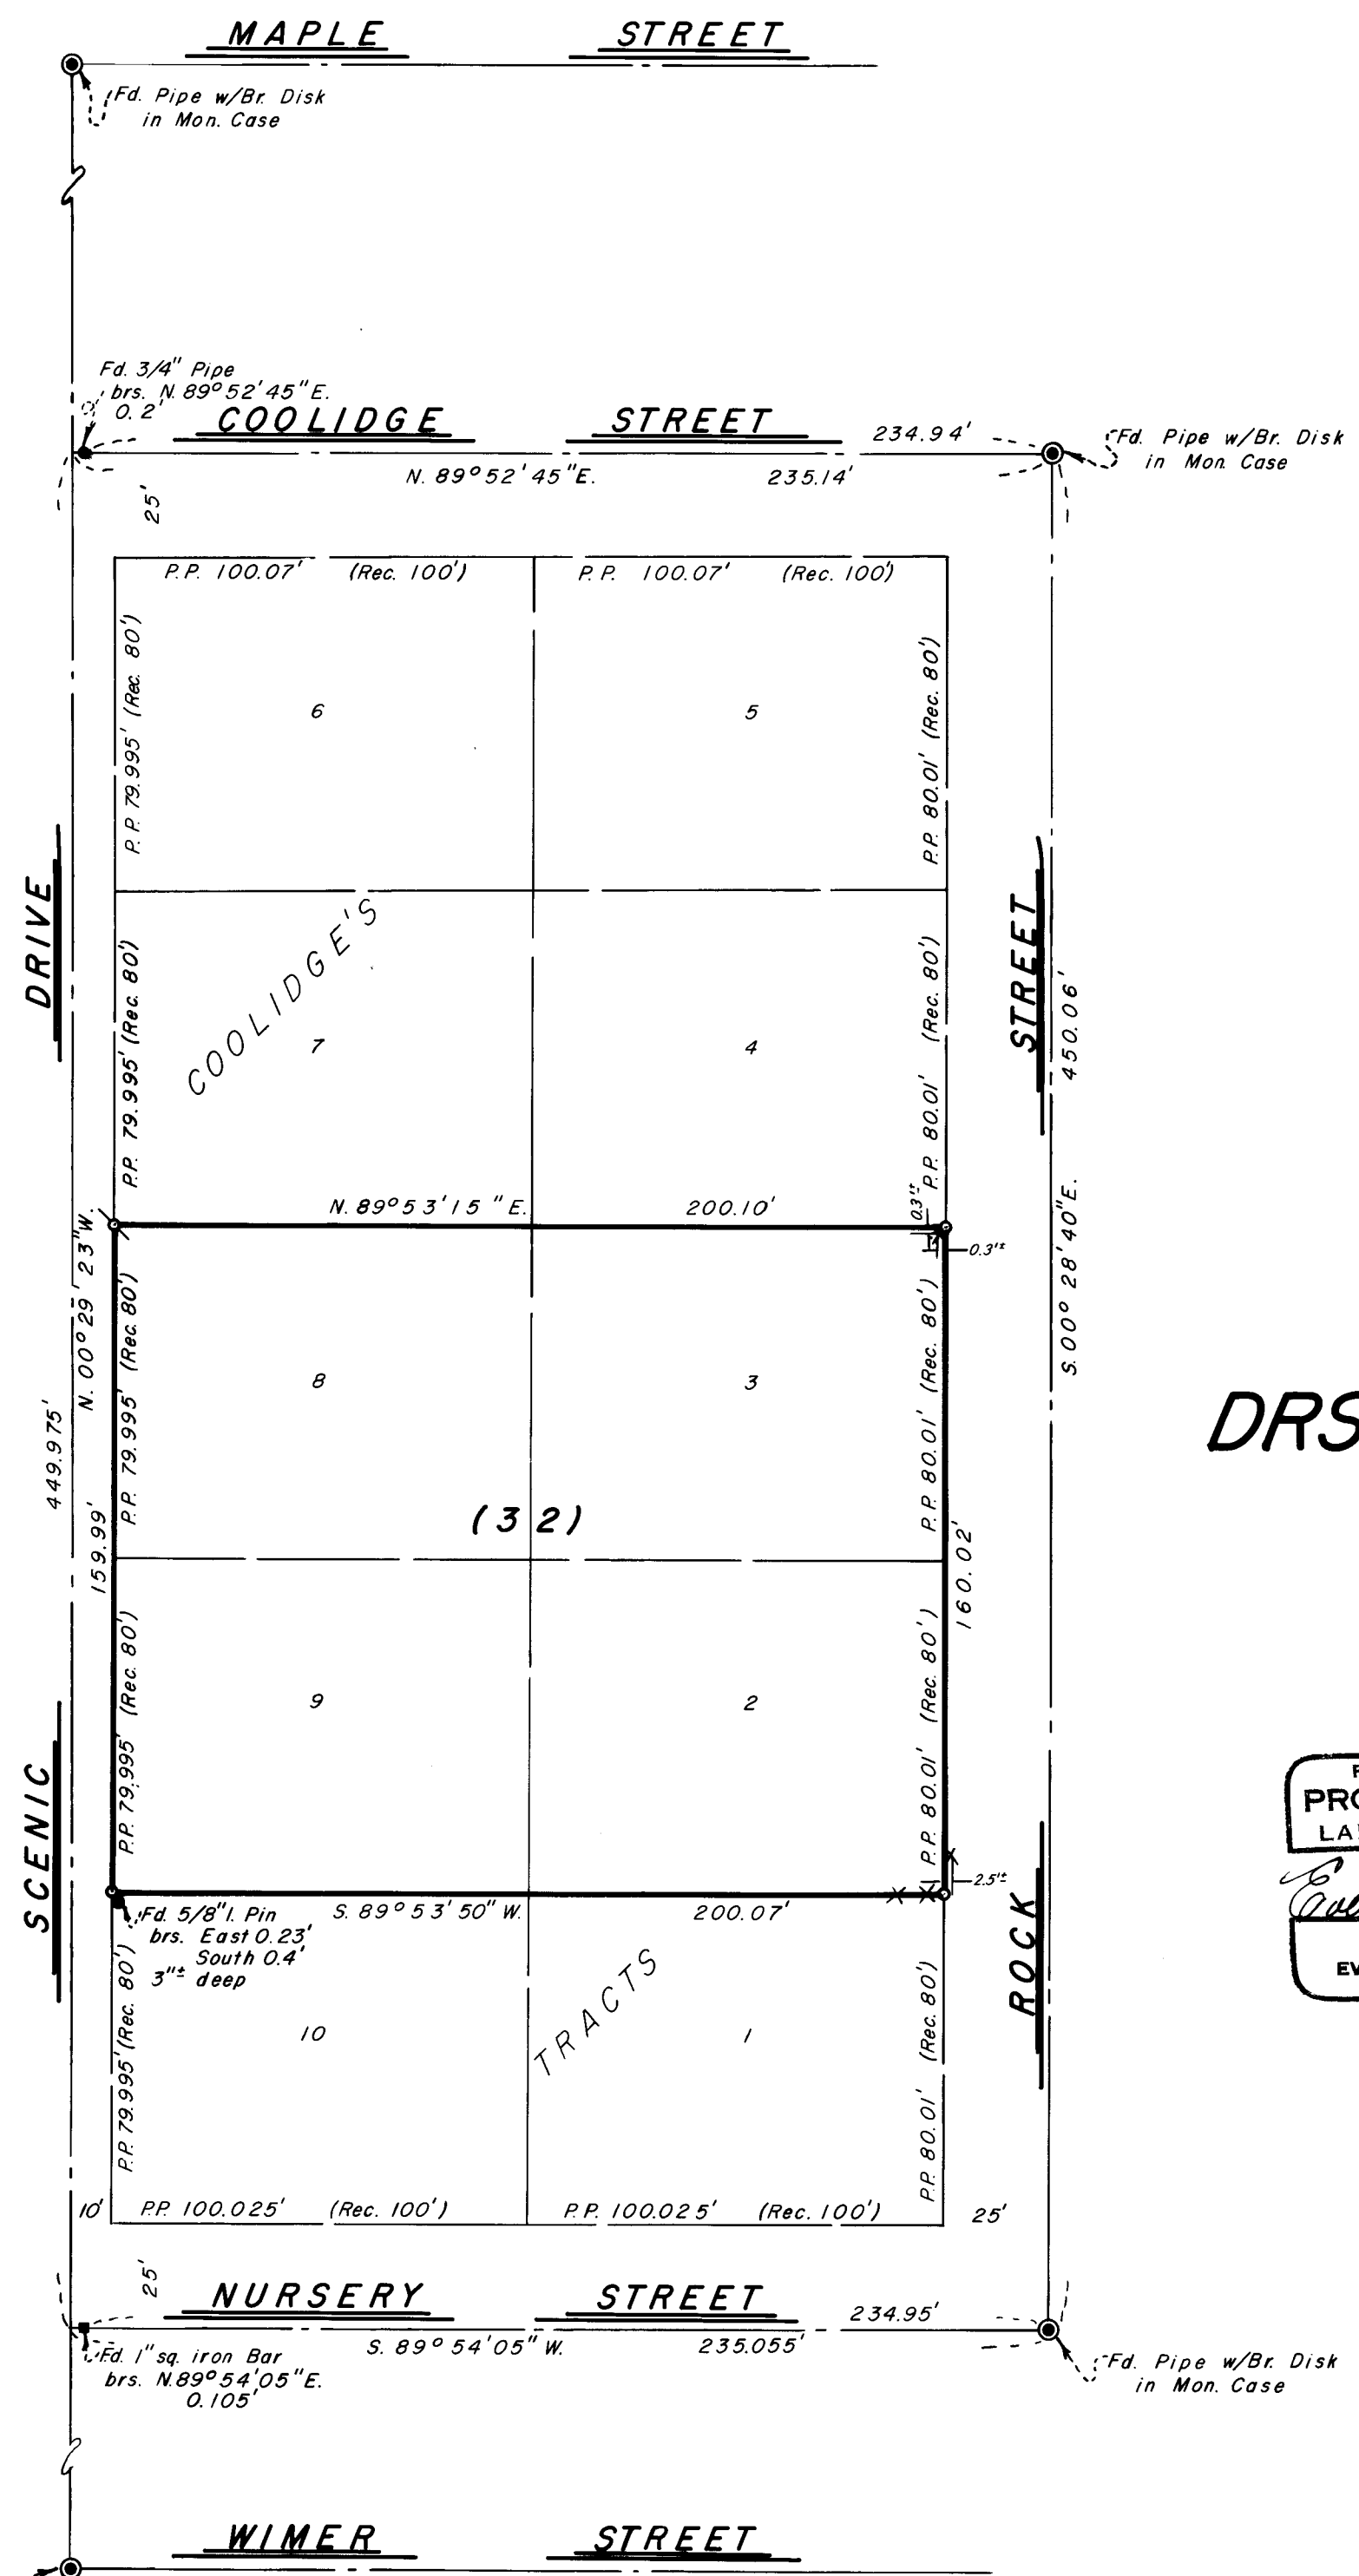 MAPLE STREET
Fd. Pipe w/Br. Disk
in Mon. Case
Fd. 3/4" Pipe
brs. N. 89° 52' 45" E.
0.2'
COOLIDGE STREET
234.94'
Fd. Pipe w/Br. Disk
in Mon. Case
N. 89° 52' 45" E. 235.14'
25'
P.P. 100.07' (Rec. 100')
P.P. 100.07' (Rec. 100')
P.P. 79.995' (Rec. 80')
P.P. 80.01' (Rec. 80')
6
5
DRIVE
STREET
COOLIDGE'S
P.P. 79.995' (Rec. 80')
P.P. 80.01' (Rec. 80')
7
4
450.06'
S. 00° 28' 40" E.
N. 89° 53' 15" E. 200.10'
0.3'±
0.3'±
N. 00° 29' 23" W.
449.975'
159.99'
P.P. 79.995' (Rec. 80')
P.P. 80.01' (Rec. 80')
8
3
DRS
(32)
160.02'
P.P. 79.995' (Rec. 80')
P.P. 80.01' (Rec. 80')
9
2
SCENIC
ROCK
PRO
LA
EV
2.5'±
Fd. 5/8" I. Pin
brs. East 0.23'
South 0.4'
3"± deep
S. 89° 53' 50" W. 200.07'
P.P. 79.995' (Rec. 80')
P.P. 80.01' (Rec. 80')
TRACTS
10
1
10'
P.P. 100.025' (Rec. 100')
P.P. 100.025' (Rec. 100')
25'
25'
NURSERY STREET
234.95'
S. 89° 54' 05" W. 235.055'
Fd. 1" sq. iron Bar
brs. N. 89° 54' 05" E.
0.105'
Fd. Pipe w/Br. Disk
in Mon. Case
WIMER STREET